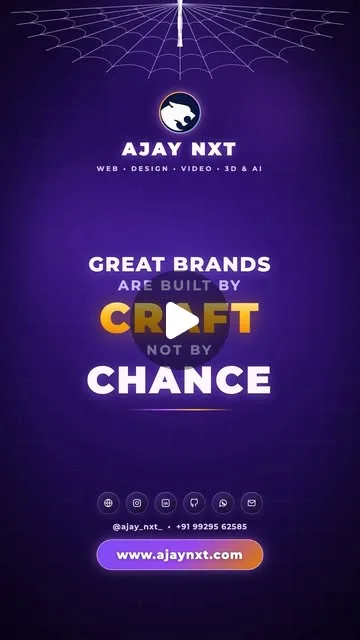 AJAY NXT
WEB • DESIGN • VIDEO • 3D & AI
GREAT BRANDS
ARE BUILT BY
CRAFT
NOT BY
CHANCE
@ajay_nxt_ • +91 99295 62585
www.ajaynxt.com